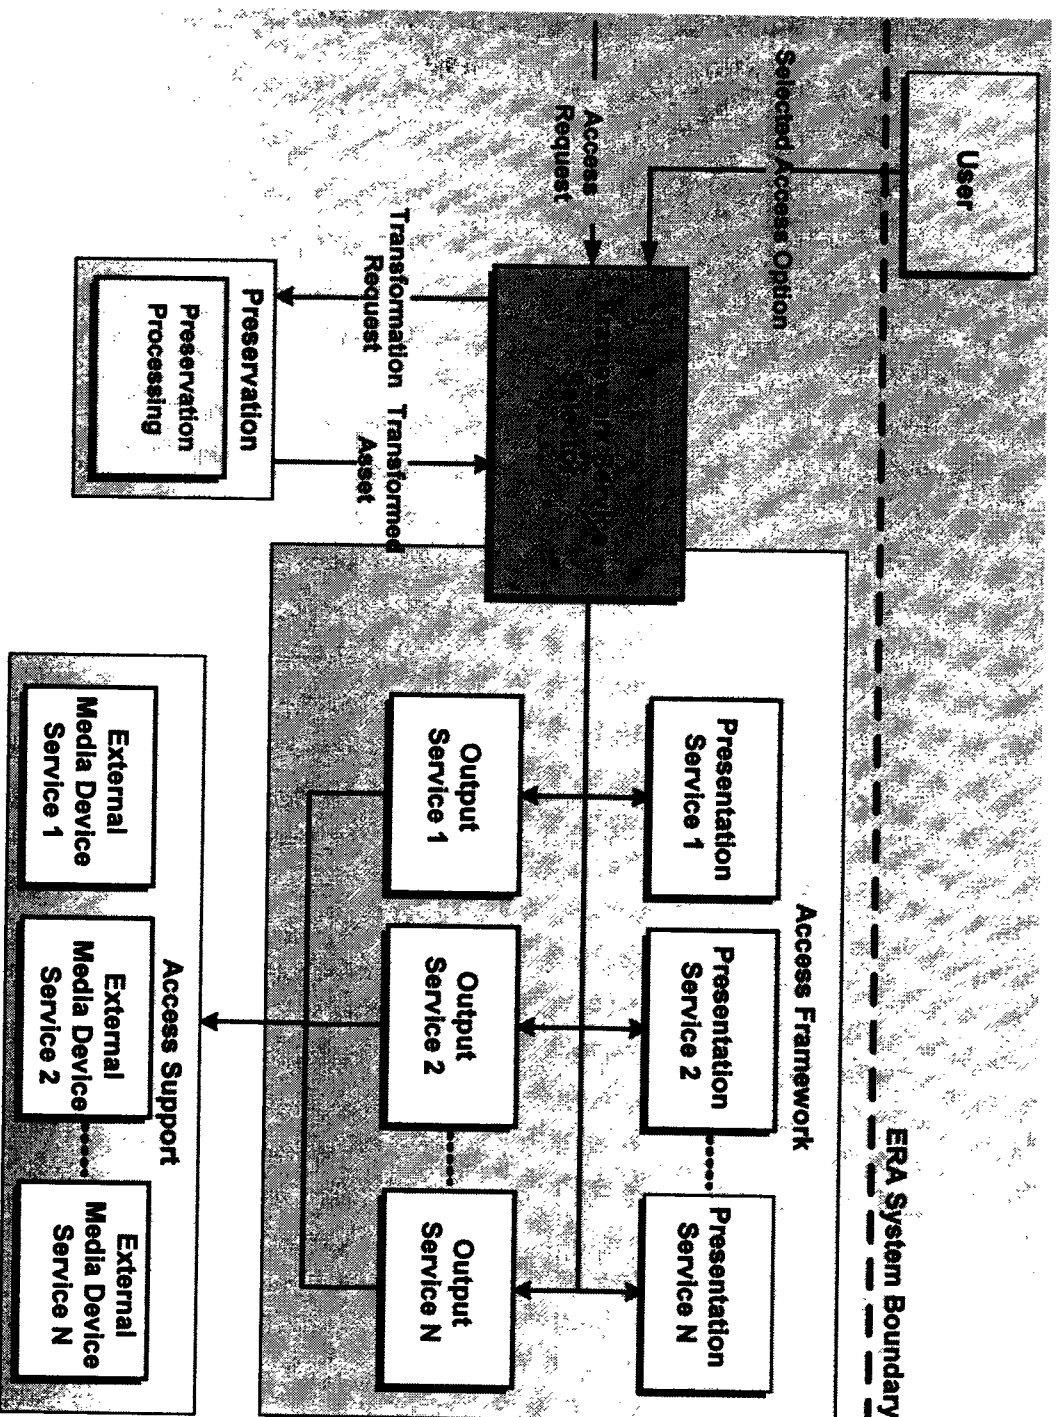 User
ERA System Boundary
Selected Access Option
Access
Request
Access Framework
Presentation
Service 1
Presentation
Service 2
Presentation
Service N
Output
Service 1
Output
Service 2
Output
Service N
Transformation
Request
Transformed
Asset
Preservation
Preservation
Processing
Access Support
External
Media Device
Service 1
External
Media Device
Service 2
External
Media Device
Service N